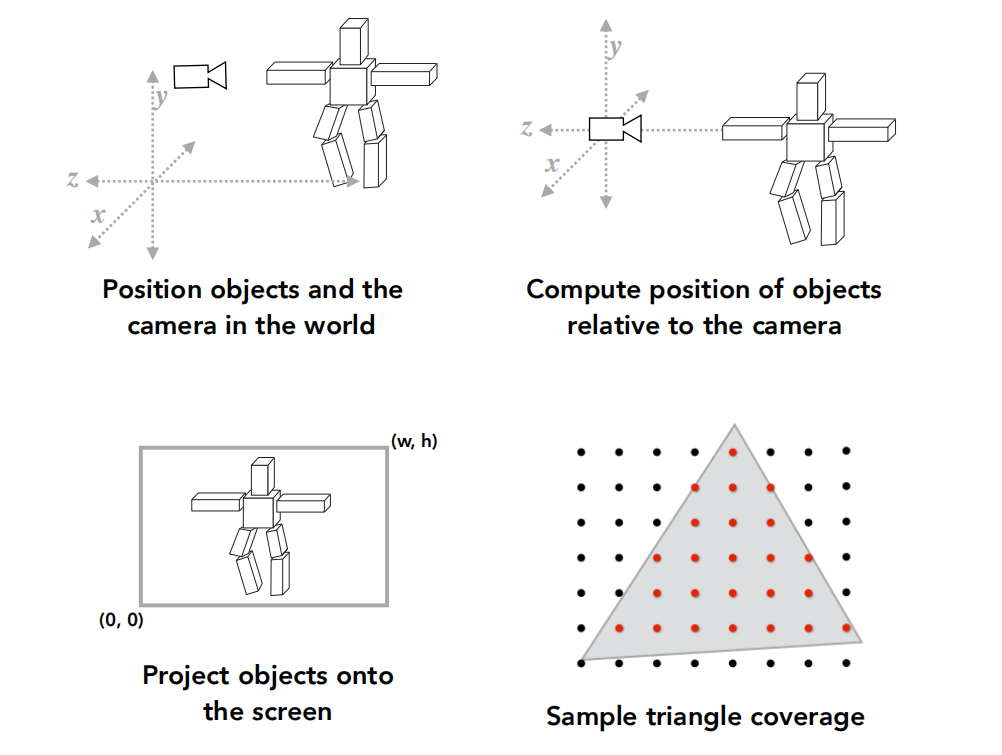 y
z
x
Position objects and the
camera in the world
y
z
x
Compute position of objects
relative to the camera
(w, h)
(0, 0)
Project objects onto
the screen
Sample triangle coverage